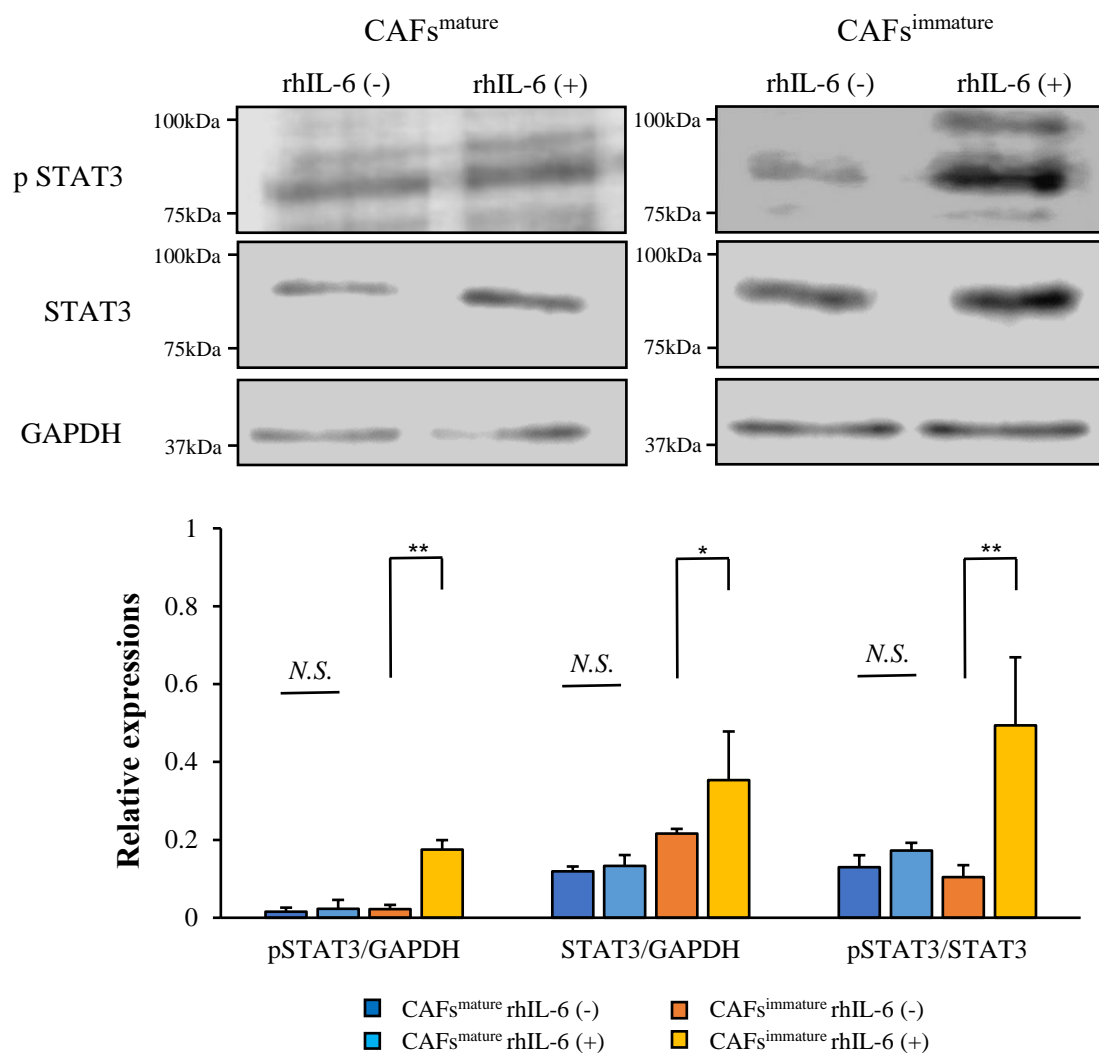 CAFsmature CAFsimmature
rhIL-6 (-) rhIL-6 (+) rhIL-6 (-) rhIL-6 (+)
100kDa 100kDa
p STAT3
75kDa 75kDa
100kDa 100kDa
STAT3
75kDa 75kDa
GAPDH
37kDa 37kDa
1
** * **
0.8
Relative expressions
N.S. N.S. N.S.
0.6
0.4
0.2
0
pSTAT3/GAPDH STAT3/GAPDH pSTAT3/STAT3
CAFsmature rhIL-6 (-) CAFsimmature rhIL-6 (-)
CAFsmature rhIL-6 (+) CAFsimmature rhIL-6 (+)